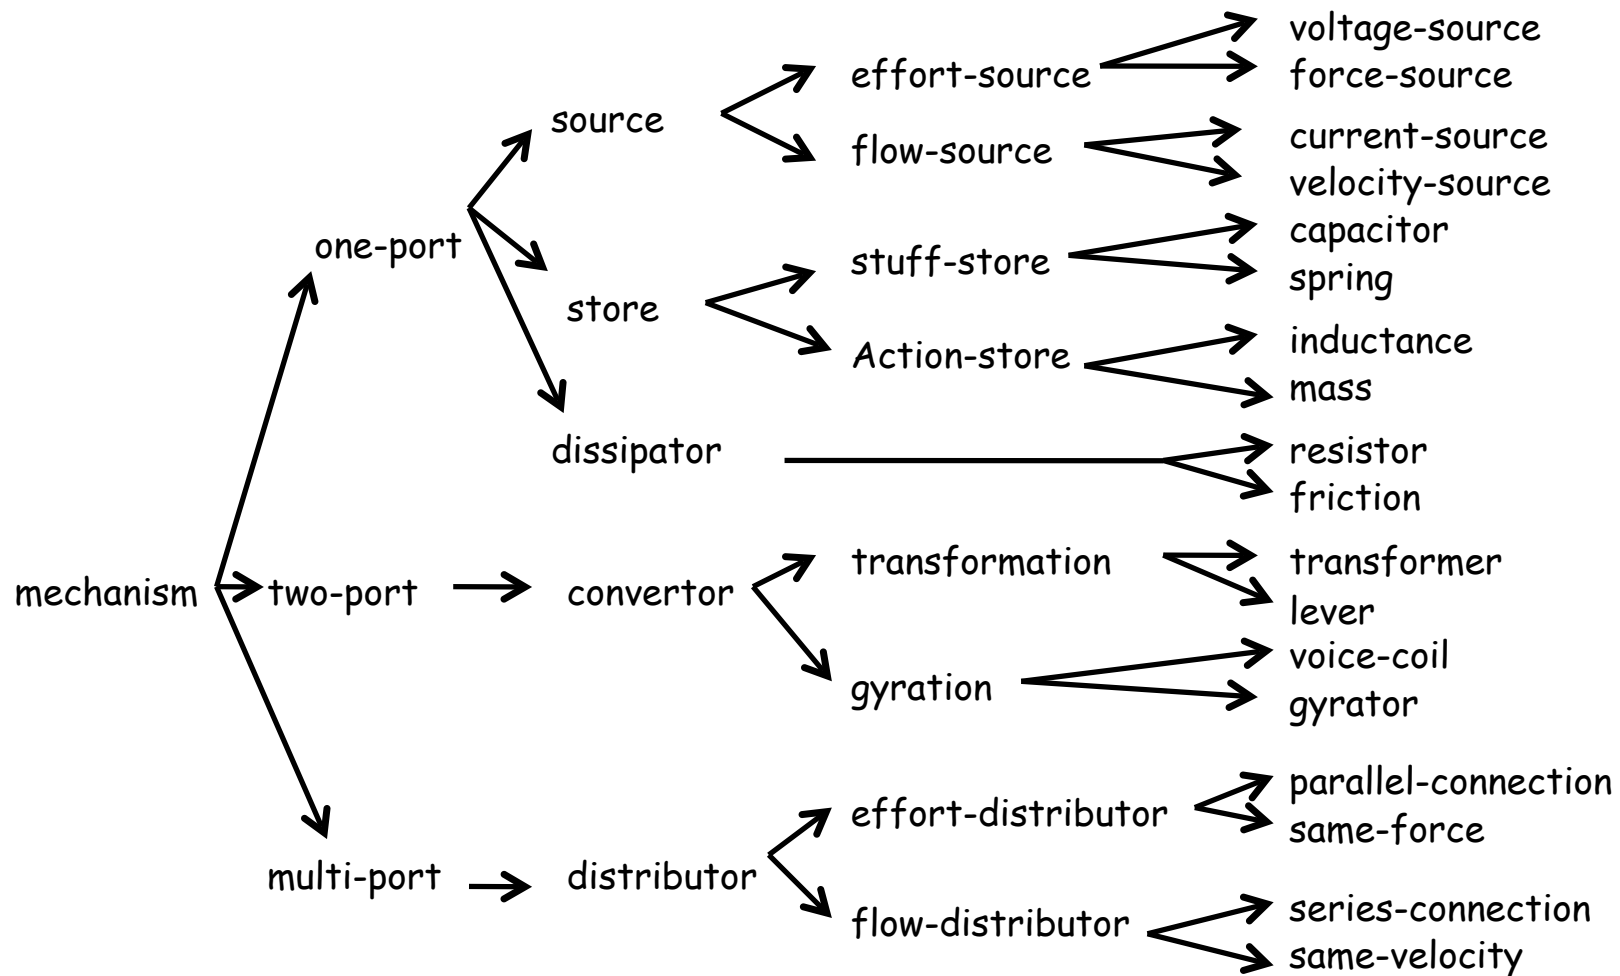 voltage-source
effort-source
force-source
source
flow-source
current-source
velocity-source
one-port
stuff-store
capacitor
spring
store
Action-store
inductance
mass
dissipator
resistor
friction
mechanism
two-port
convertor
transformation
transformer
lever
gyration
voice-coil
gyrator
multi-port
distributor
effort-distributor
parallel-connection
same-force
flow-distributor
series-connection
same-velocity